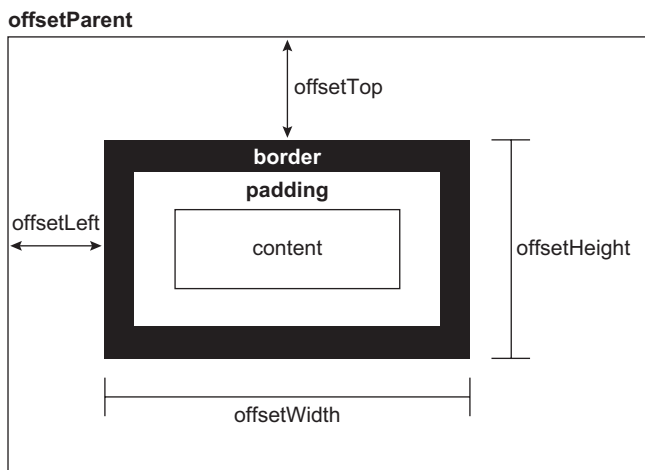 offsetParent
offsetTop
border
padding
offsetLeft
content
offsetHeight
offsetWidth